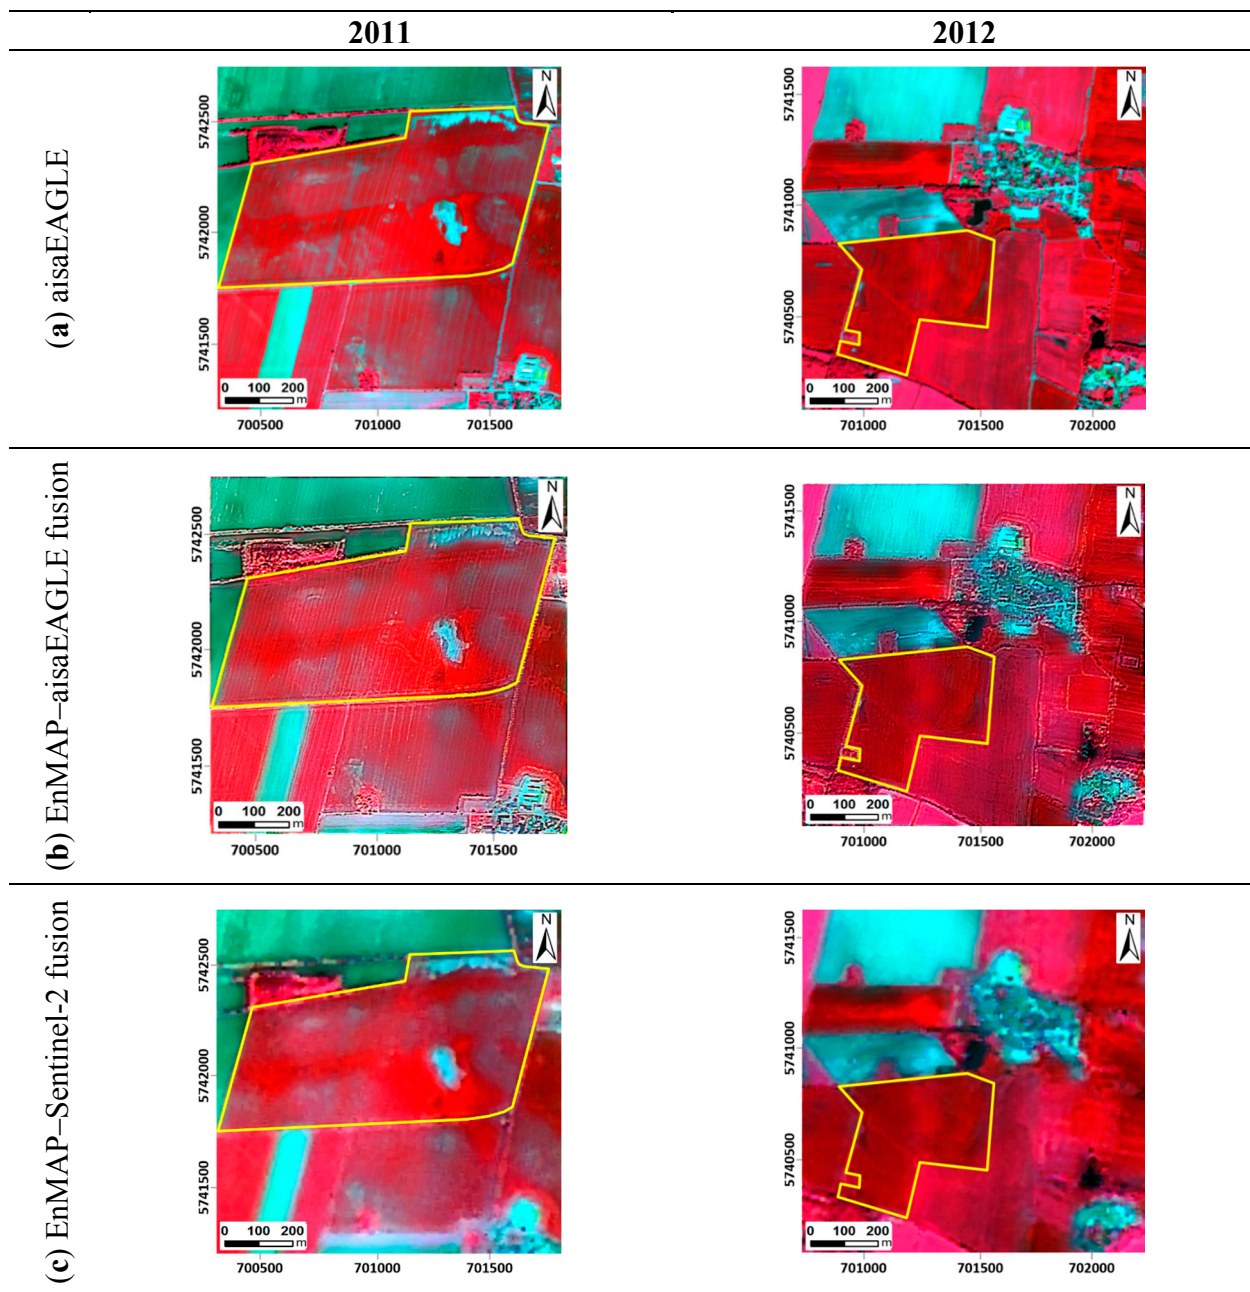 2011 2012
(a) aisaEAGLE
N
5742500
5742000
5741500
0 100 200
m
700500 701000 701500
N
5741500
5741000
5740500
0 100 200
m
701000 701500 702000
(b) EnMAP–aisaEAGLE fusion
N
5742500
5742000
5741500
0 100 200
m
700500 701000 701500
N
5741500
5741000
5740500
0 100 200
m
701000 701500 702000
(c) EnMAP–Sentinel-2 fusion
N
5742500
5742000
5741500
0 100 200
m
700500 701000 701500
N
5741500
5741000
5740500
0 100 200
m
701000 701500 702000